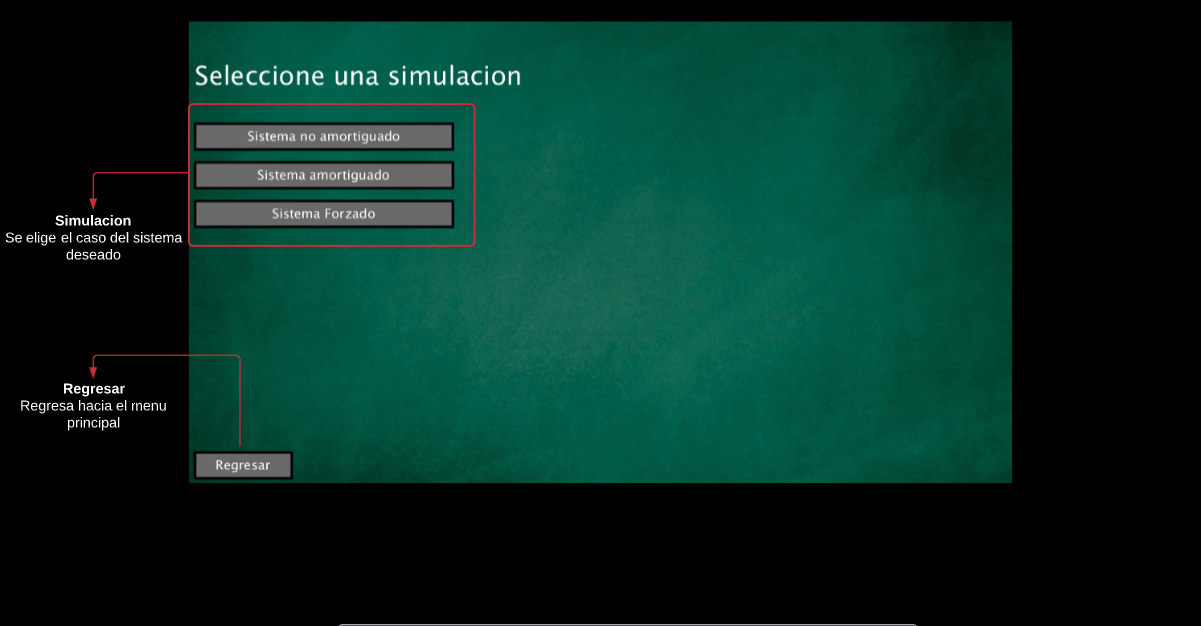 Seleccione una simulacion
Sistema no amortiguado
Sistema amortiguado
Sistema Forzado
Simulacion
Se elige el caso del sistema
deseado
Regresar
Regresa hacia el menu
principal
Regresar